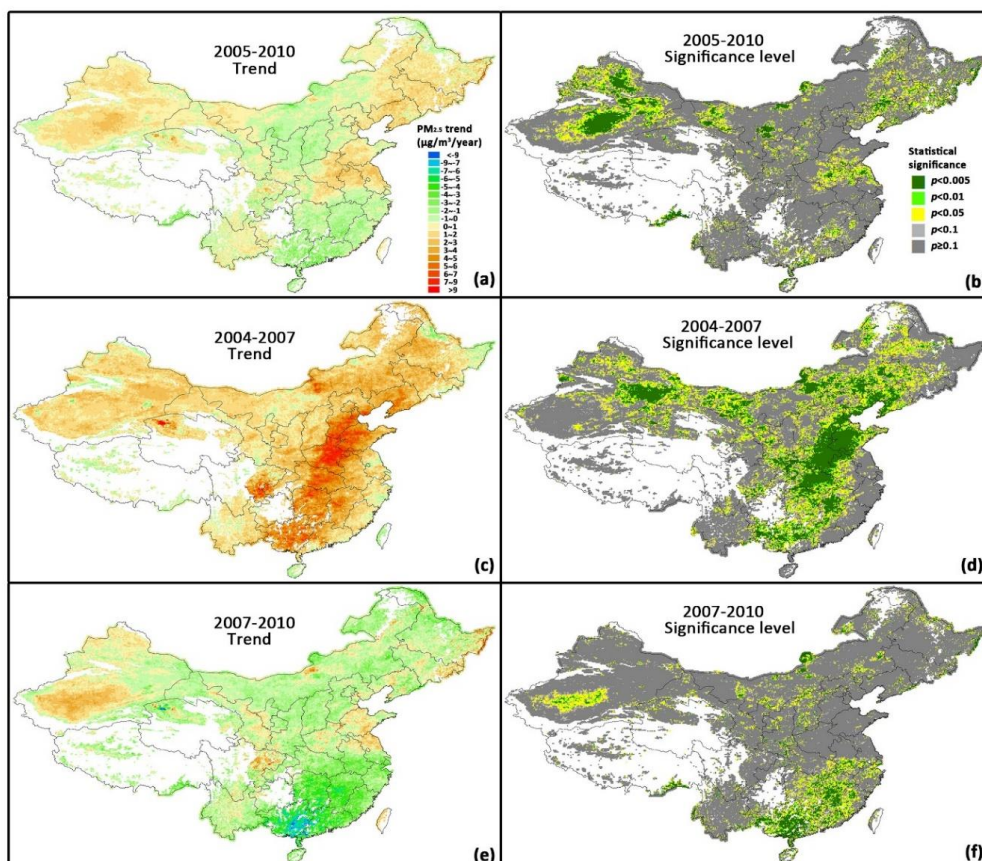 2005-2010
Trend
PM2.5 trend
(μg/m³/year)
<-9
-9~-7
-7~-6
-6~-5
-5~-4
-4~-3
-3~-2
-2~-1
-1~0
0~1
1~2
2~3
3~4
4~5
5~6
6~7
7~9
>9
(a)
2005-2010
Significance level
Statistical
significance
p<0.005
p<0.01
p<0.05
p<0.1
p≥0.1
(b)
2004-2007
Trend
(c)
2004-2007
Significance level
(d)
2007-2010
Trend
(e)
2007-2010
Significance level
(f)